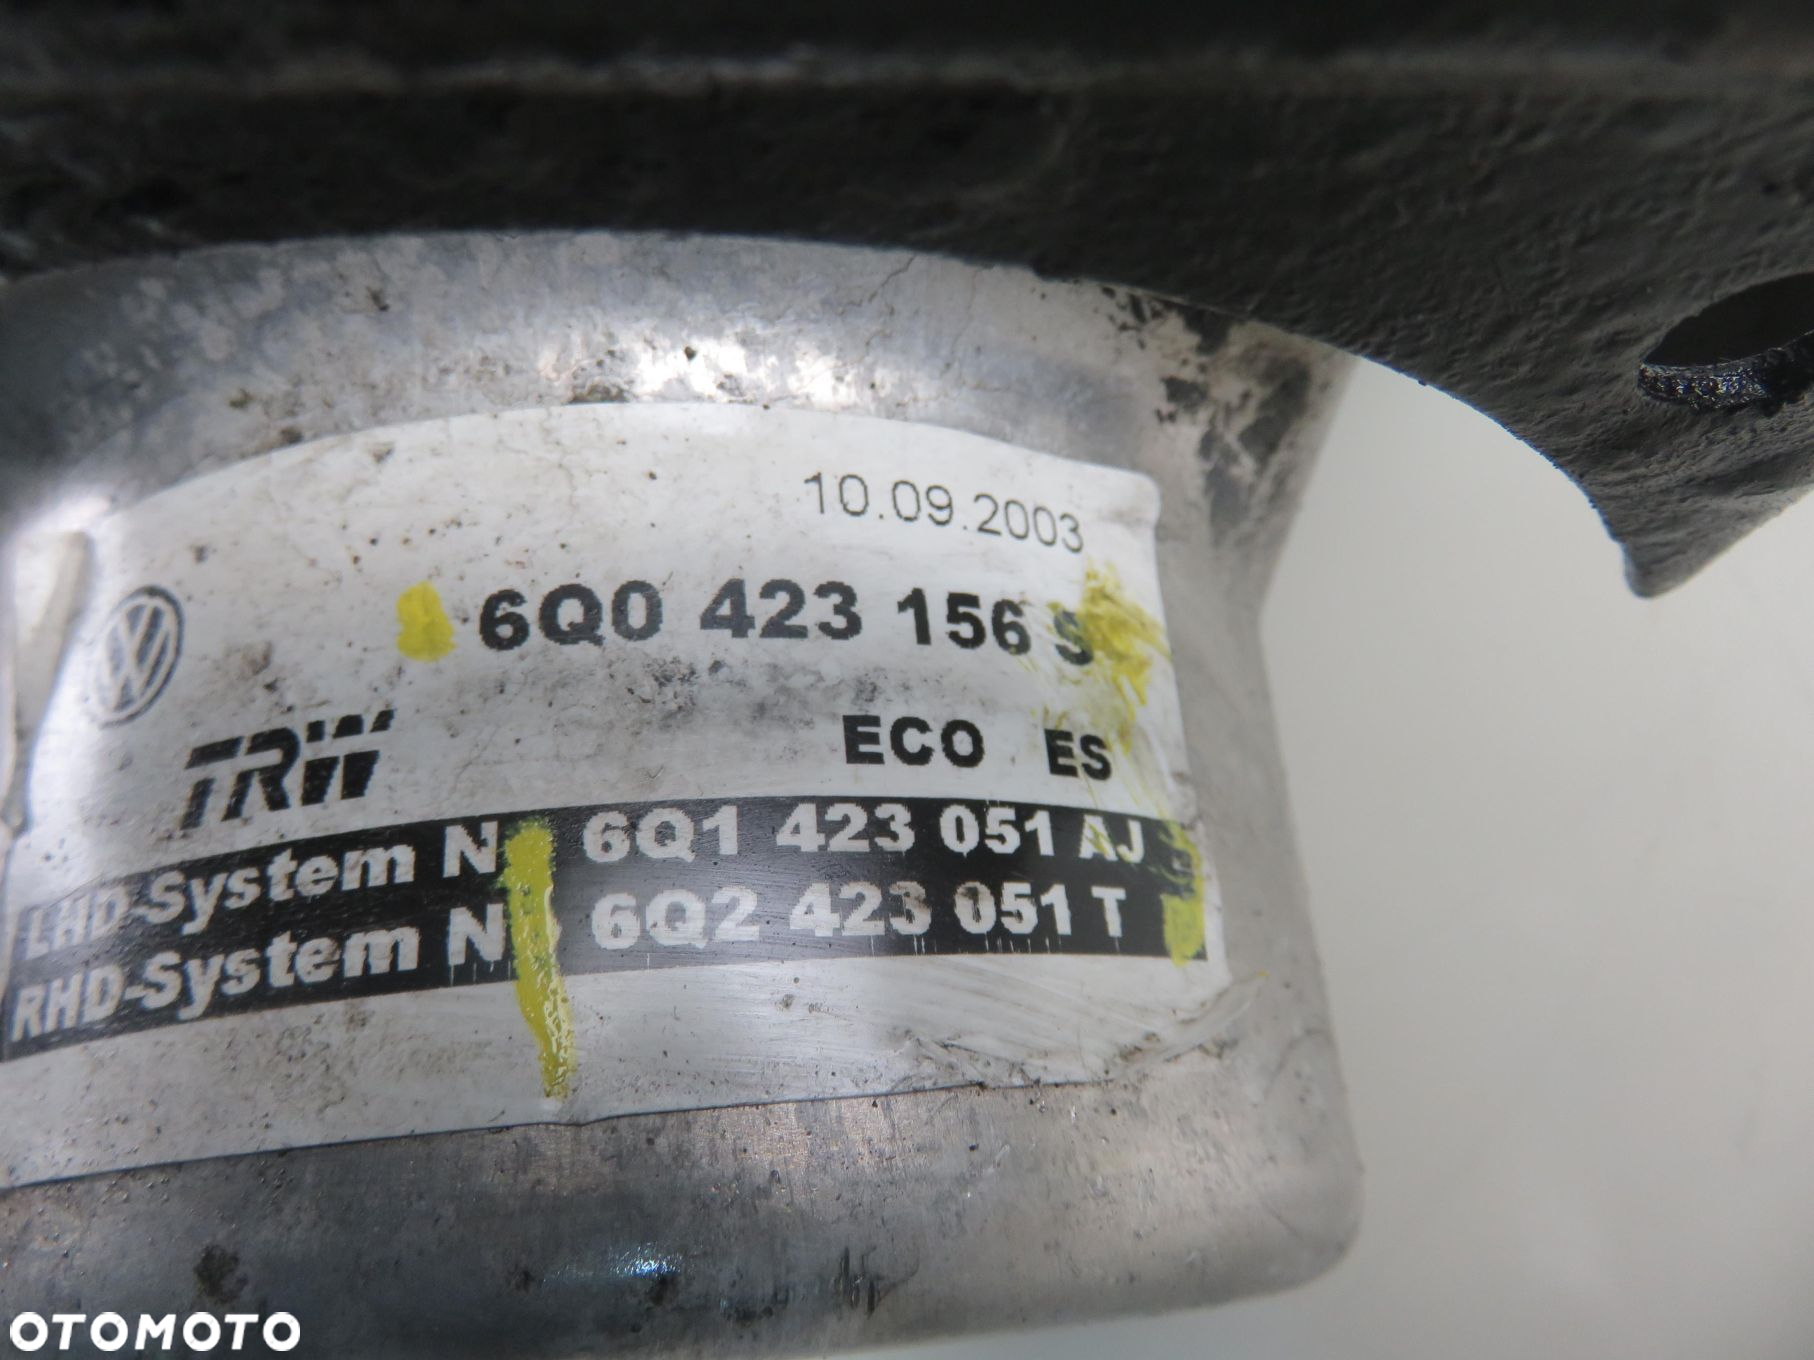 10.09.2003
6Q0 423 156 S
TRW
ECO ES
LHD-System N 6Q1 423 051 AJ
RHD-System N 6Q2 423 051 T
OTOMOTO